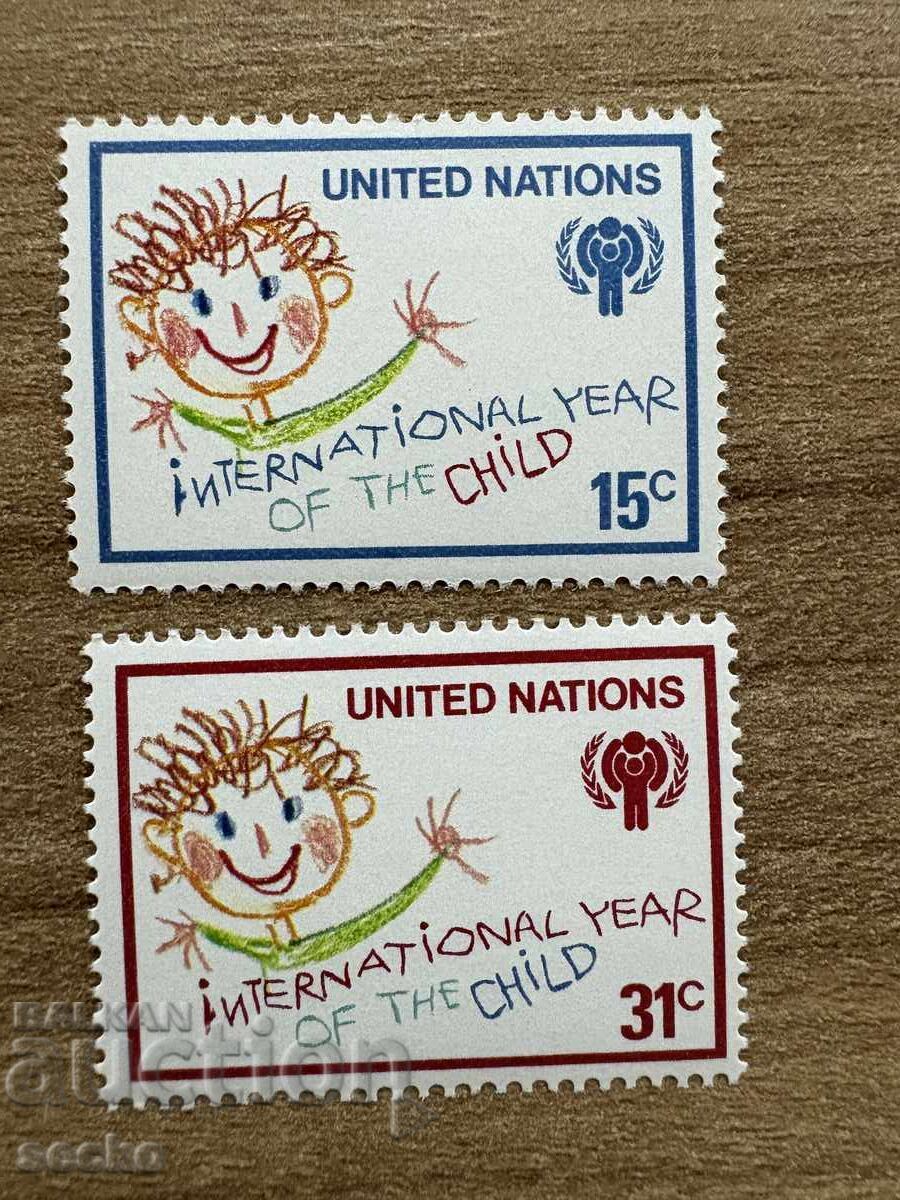 UNITED NATIONS
iNTERNATiONAL YEAR
OF THE CHiLD
15c
UNITED NATIONS
iNTERNATiONAL YEAR
OF THE CHiLD
31c
BALKAN
auction
secko